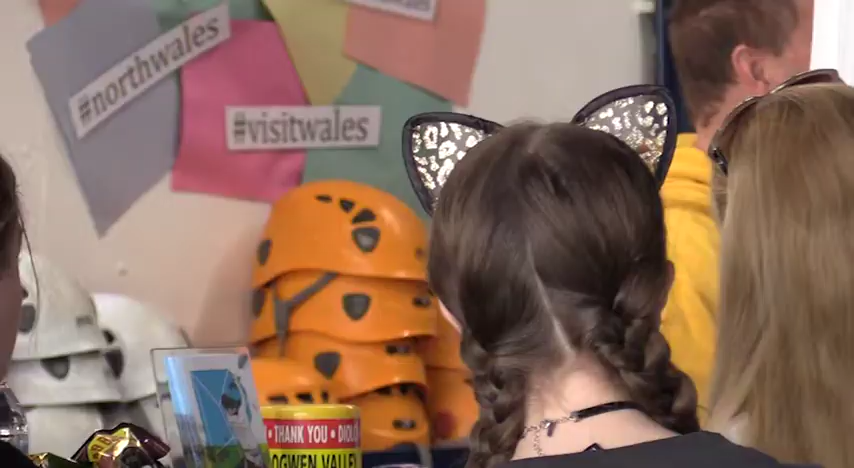 #northwales
#visitwales
• THANK YOU • DIOL
OGWEN VALLE